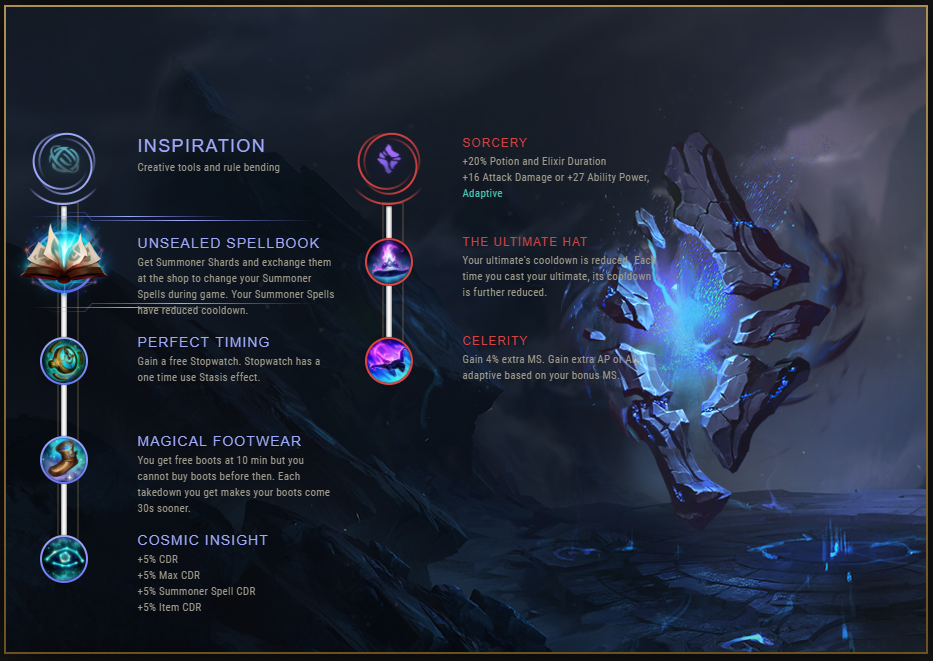 INSPIRATION
Creative tools and rule bending
UNSEALED SPELLBOOK
Get Summoner Shards and exchange them
at the shop to change your Summoner
Spells during game. Your Summoner Spells
have reduced cooldown.
PERFECT TIMING
Gain a free Stopwatch. Stopwatch has a
one time use Stasis effect.
MAGICAL FOOTWEAR
You get free boots at 10 min but you
cannot buy boots before then. Each
takedown you get makes your boots come
30s sooner.
COSMIC INSIGHT
+5% CDR
+5% Max CDR
+5% Summoner Spell CDR
+5% Item CDR
SORCERY
+20% Potion and Elixir Duration
+16 Attack Damage or +27 Ability Power,
Adaptive
THE ULTIMATE HAT
Your ultimate's cooldown is reduced. Each
time you cast your ultimate, its cooldown
is further reduced.
CELERITY
Gain 4% extra MS. Gain extra AP or AD,
adaptive based on your bonus MS.